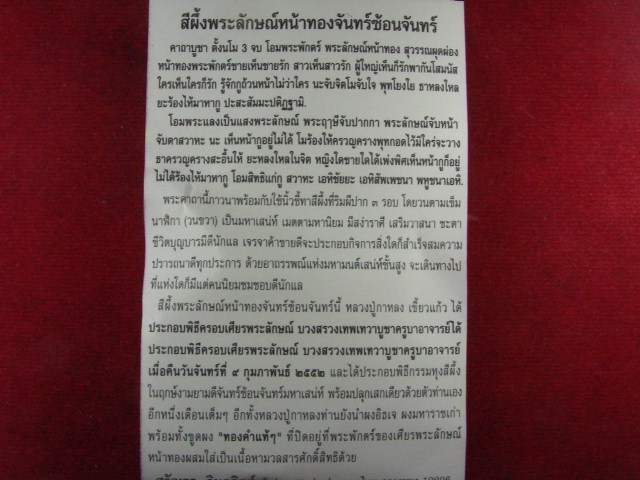 สีผึ้งพระลักษณ์หน้าทองจันทร์ซ้อนจันทร์
คาถาบูชา ตั้งนโม 3 จบ โอมพระพักตร์ พระลักษณ์หน้าทอง สุวรรณผุดผ่อง
หน้าทองพระพักตร์ชายเห็นชายรัก สาวเห็นสาวรัก ผู้ใหญ่เห็นก็รักพากันโสมนัส
ใครเห็นใครก็รัก รู้จักกูถ้วนหน้าไม่ว่าใคร นะจับจิตโมจับใจ พุทโยงใย ธาหลงใหล
ยะร้องไห้มาหากู ปะสะสัมมะปติฏฐามิ.
โอมพระแลงเป็นแสงพระลักษณ์ พระฤาษีจับปากกา พระลักษณ์จับหน้า
จับตาสวาหะ นะ เห็นหน้ากูอยู่ไม่ได้ โมร้องให้ครวญครางพุทกอดไว้มิใคร่จะวาง
ธาครวญครางสะอื้นให้ ยะหลงใหลในจิต หญิงใดชายใดได้เพ่งพิศเห็นหน้ากูก็อยู่
ไม่ได้ร้องไห้มาหากู โอมสิทธิแก่กู สวาหะ เอหิชัยยะ เอหิสัพเพชนา พหูชนาเอหิ.
พระคาถานี้ภาวนาพร้อมกับใช้นิ้วชี้ทาสีผึ้งที่ริมฝีปาก ๓ รอบ โดยวนตามเข็ม
นาฬิกา (วนขวา) เป็นมหาเสน่ห์ เมตตามหานิยม มีสง่าราศี เสริมวาสนา ชะตา
ชีวิตบุญบารมีดีนักแล เจรจาค้าขายดีจะประกอบกิจการสิ่งใดก็สำเร็จสมความ
ปรารถนาดีทุกประการ ด้วยอาถรรพณ์แห่งมหามนต์เสน่ห์ชั้นสูง จะเดินทางไป
ที่แห่งใดก็มีแต่คนนิยมชมชอบดีนักแล
สีผึ้งพระลักษณ์หน้าทองจันทร์ซ้อนจันทร์นี้ หลวงปู่กาหลง เขี้ยวแก้ว ได้
ประกอบพิธีครอบเศียรพระลักษณ์ บวงสรวงเทพเทวาบูชาครูบาอาจารย์ได้
ประกอบพิธีครอบเศียรพระลักษณ์ บวงสรวงเทพเทวาบูชาครูบาอาจารย์
เมื่อคืนวันจันทร์ที่ ๙ กุมภาพันธ์ ๒๕๕๒ และได้ประกอบพิธีกรรมหุงสีผึ้ง
ในฤกษ์งามยามดีจันทร์ซ้อนจันทร์มหาเสน่ห์ พร้อมปลุกเสกเดี่ยวด้วยตัวท่านเอง
อีกหนึ่งเดือนเต็มๆ อีกทั้งหลวงปู่กาหลงท่านยังนำผงอิธเจ ผงมหาราชเก่า
พร้อมทั้งขูดผง "ทองคำแท้ๆ" ที่ปิดอยู่ที่พระพักตร์ของเศียรพระลักษณ์
หน้าทองผสมใส่เป็นเนื้อหามวลสารศักดิ์สิทธิ์ด้วย